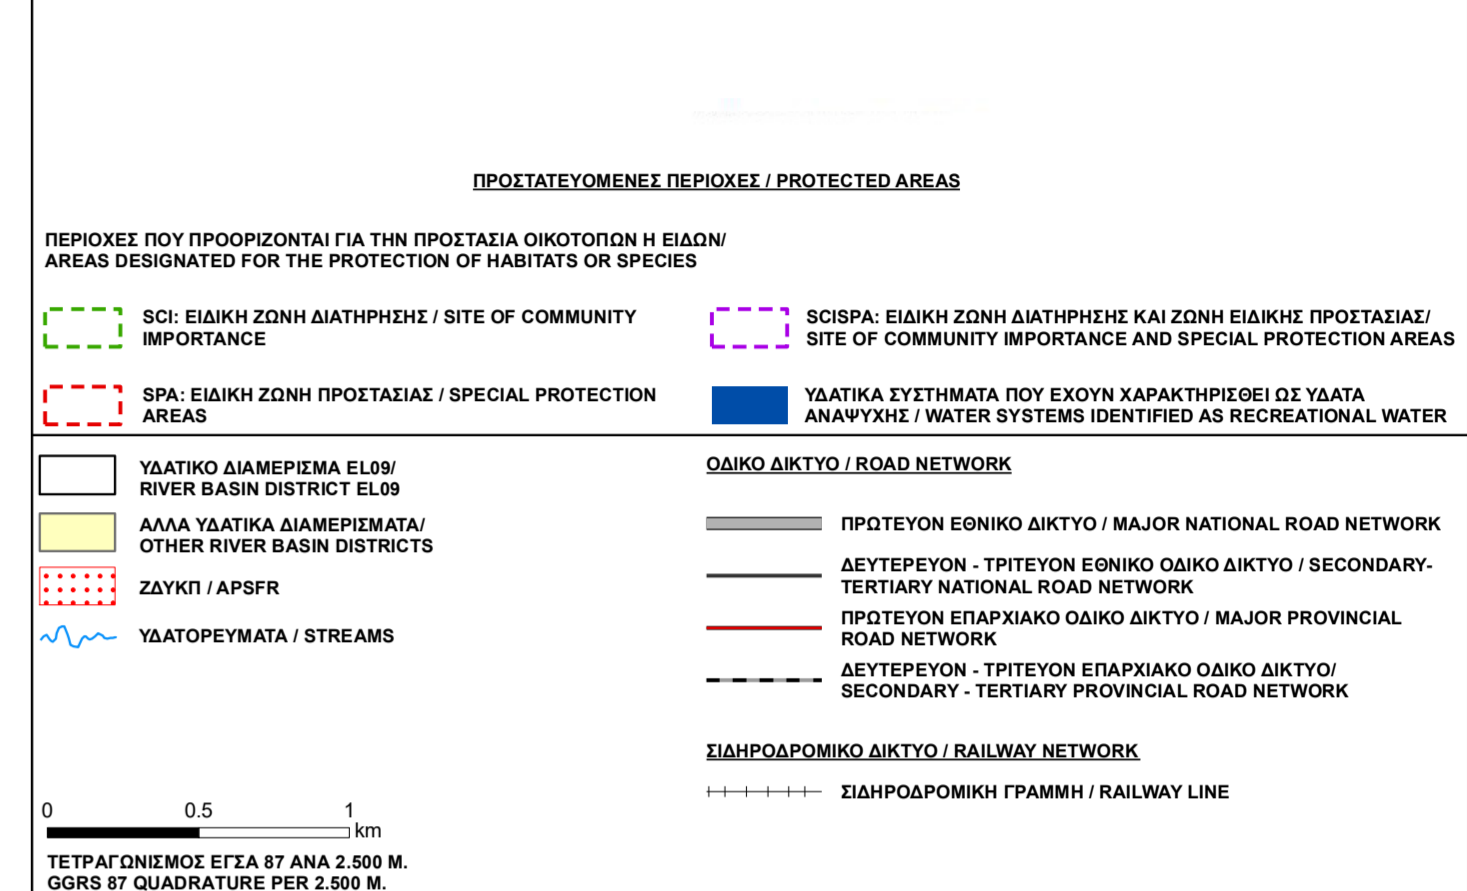 ΠΡΟΣΤΑΤΕΥΟΜΕΝΕΣ ΠΕΡΙΟΧΕΣ / PROTECTED AREAS
ΠΕΡΙΟΧΕΣ ΠΟΥ ΠΡΟΟΡΙΖΟΝΤΑΙ ΓΙΑ ΤΗΝ ΠΡΟΣΤΑΣΙΑ ΟΙΚΟΤΟΠΩΝ Η ΕΙΔΩΝ/
AREAS DESIGNATED FOR THE PROTECTION OF HABITATS OR SPECIES
SCI: ΕΙΔΙΚΗ ΖΩΝΗ ΔΙΑΤΗΡΗΣΗΣ / SITE OF COMMUNITY
IMPORTANCE
SCISPA: ΕΙΔΙΚΗ ΖΩΝΗ ΔΙΑΤΗΡΗΣΗΣ ΚΑΙ ΖΩΝΗ ΕΙΔΙΚΗΣ ΠΡΟΣΤΑΣΙΑΣ/
SITE OF COMMUNITY IMPORTANCE AND SPECIAL PROTECTION AREAS
SPA: ΕΙΔΙΚΗ ΖΩΝΗ ΠΡΟΣΤΑΣΙΑΣ / SPECIAL PROTECTION
AREAS
ΥΔΑΤΙΚΑ ΣΥΣΤΗΜΑΤΑ ΠΟΥ ΕΧΟΥΝ ΧΑΡΑΚΤΗΡΙΣΘΕΙ ΩΣ ΥΔΑΤΑ
ΑΝΑΨΥΧΗΣ / WATER SYSTEMS IDENTIFIED AS RECREATIONAL WATER
ΥΔΑΤΙΚΟ ΔΙΑΜΕΡΙΣΜΑ EL09/
RIVER BASIN DISTRICT EL09
ΑΛΛΑ ΥΔΑΤΙΚΑ ΔΙΑΜΕΡΙΣΜΑΤΑ/
OTHER RIVER BASIN DISTRICTS
ΖΔΥΚΠ / APSFR
ΥΔΑΤΟΡΕΥΜΑΤΑ / STREAMS
ΟΔΙΚΟ ΔΙΚΤΥΟ / ROAD NETWORK
ΠΡΩΤΕΥΟΝ ΕΘΝΙΚΟ ΔΙΚΤΥΟ / MAJOR NATIONAL ROAD NETWORK
ΔΕΥΤΕΡΕΥΟΝ - ΤΡΙΤΕΥΟΝ ΕΘΝΙΚΟ ΟΔΙΚΟ ΔΙΚΤΥΟ / SECONDARY-
TERTIARY NATIONAL ROAD NETWORK
ΠΡΩΤΕΥΟΝ ΕΠΑΡΧΙΑΚΟ ΟΔΙΚΟ ΔΙΚΤΥΟ / MAJOR PROVINCIAL
ROAD NETWORK
ΔΕΥΤΕΡΕΥΟΝ - ΤΡΙΤΕΥΟΝ ΕΠΑΡΧΙΑΚΟ ΟΔΙΚΟ ΔΙΚΤΥΟ/
SECONDARY - TERTIARY PROVINCIAL ROAD NETWORK
ΣΙΔΗΡΟΔΡΟΜΙΚΟ ΔΙΚΤΥΟ / RAILWAY NETWORK
ΣΙΔΗΡΟΔΡΟΜΙΚΗ ΓΡΑΜΜΗ / RAILWAY LINE
0 0.5 1
km
ΤΕΤΡΑΓΩΝΙΣΜΟΣ ΕΓΣΑ 87 ΑΝΑ 2.500 Μ.
GGRS 87 QUADRATURE PER 2.500 M.